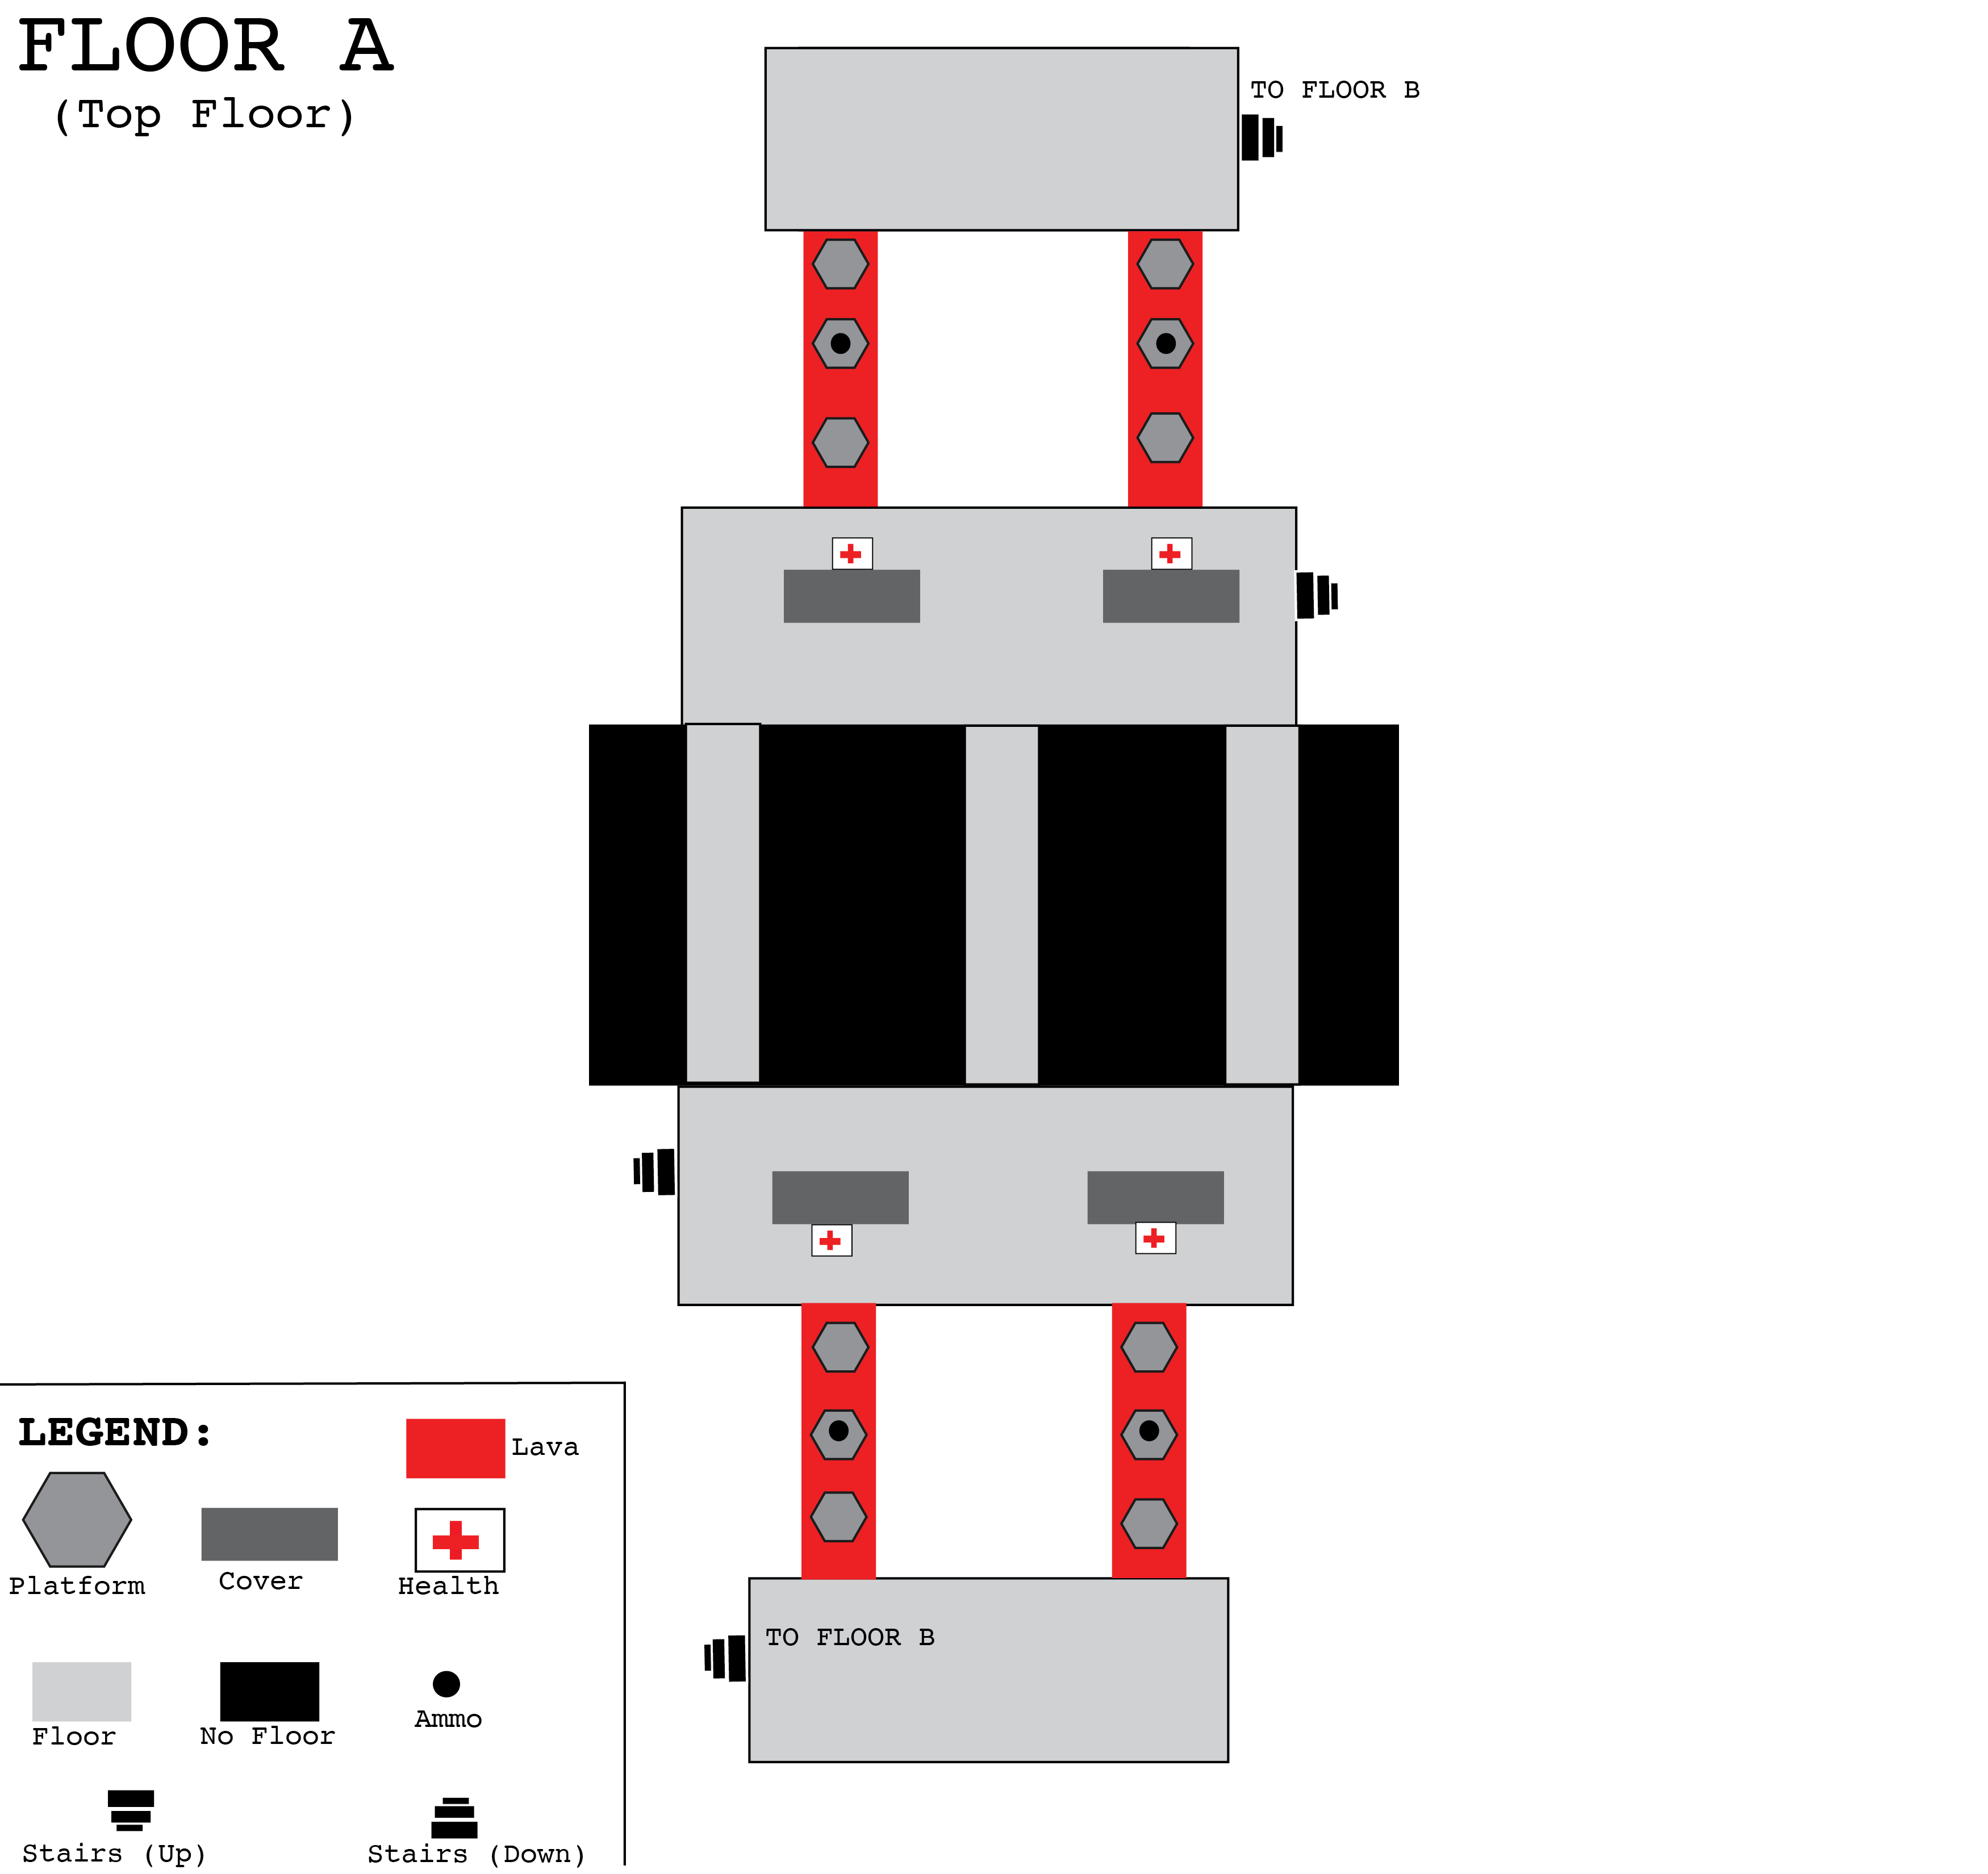 FLOOR A
(Top Floor)
TO FLOOR B
TO FLOOR B
LEGEND:
Lava
Platform
Cover
Health
Floor
No Floor
Ammo
Stairs (Up)
Stairs (Down)